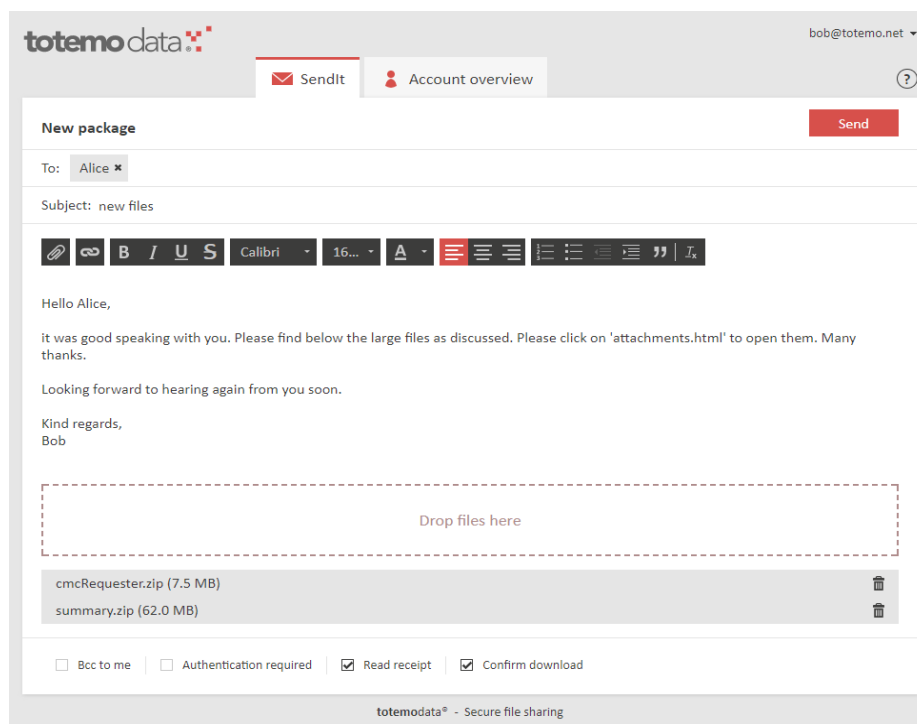 totemodata
bob@totemo.net
SendIt
Account overview
?
New package
Send
To: Alice ✖
Subject: new files
B I U S Calibri 16... A ” Ix
Hello Alice,
it was good speaking with you. Please find below the large files as discussed. Please click on 'attachments.html' to open them. Many
thanks.
Looking forward to hearing again from you soon.
Kind regards,
Bob
Drop files here
cmcRequester.zip (7.5 MB)
summary.zip (62.0 MB)
Bcc to me Authentication required Read receipt Confirm download
totemodata® - Secure file sharing